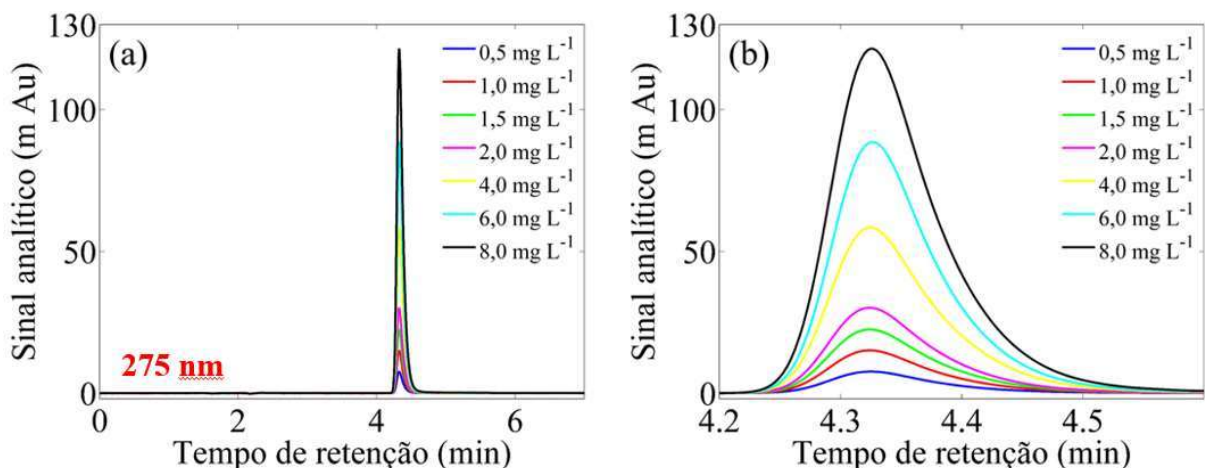 130
(a)
0,5 mg L-1
1,0 mg L-1
1,5 mg L-1
2,0 mg L-1
4,0 mg L-1
6,0 mg L-1
8,0 mg L-1
100
50
0
Sinal analítico (m Au)
275 nm
0 2 4 6
Tempo de retenção (min)
130
(b)
0,5 mg L-1
1,0 mg L-1
1,5 mg L-1
2,0 mg L-1
4,0 mg L-1
6,0 mg L-1
8,0 mg L-1
100
50
0
Sinal analítico (m Au)
4.2 4.3 4.4 4.5
Tempo de retenção (min)